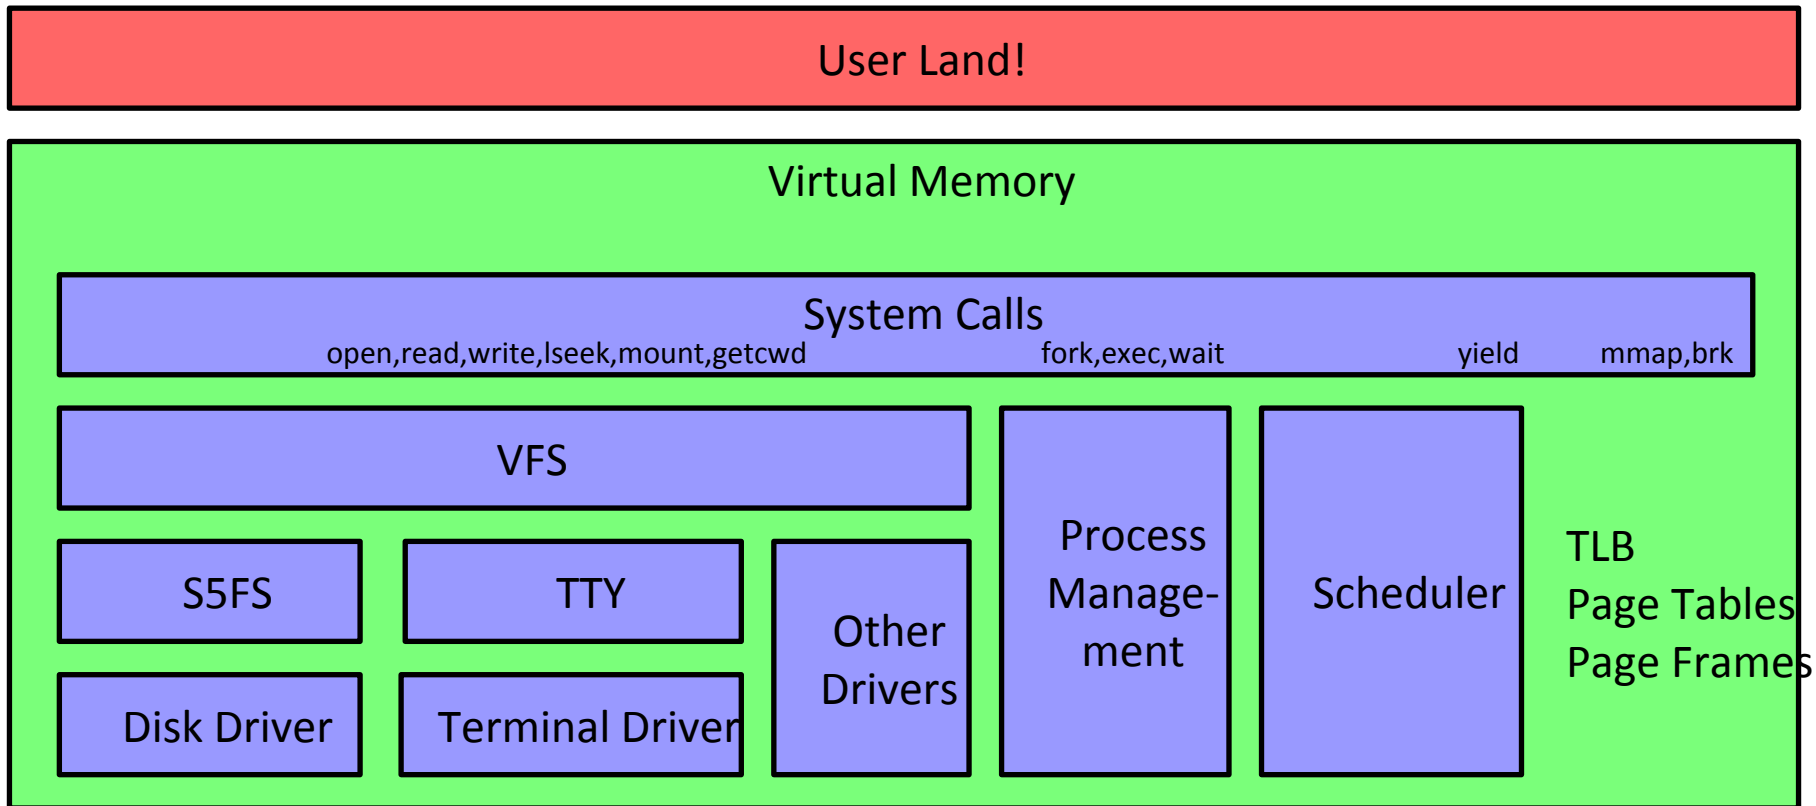 User Land!
Virtual Memory
System Calls
open,read,write,lseek,mount,getcwd
fork,exec,wait
yield
mmap,brk
VFS
S5FS
TTY
Other
Drivers
Disk Driver
Terminal Driver
Process
Manage-
ment
Scheduler
TLB
Page Tables
Page Frames